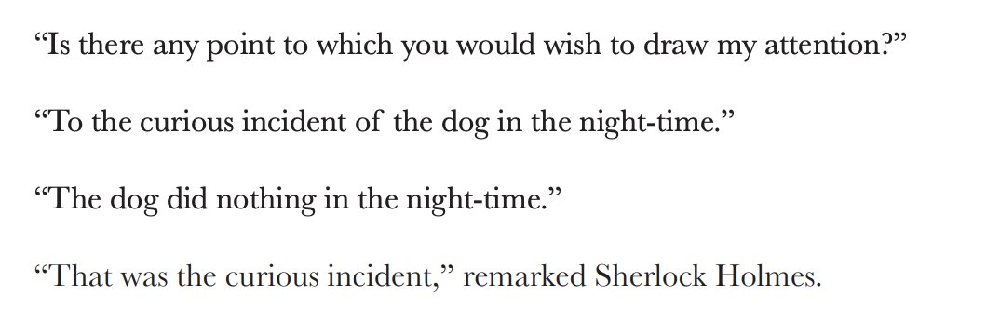 “Is there any point to which you would wish to draw my attention?”
“To the curious incident of the dog in the night-time.”
“The dog did nothing in the night-time.”
“That was the curious incident,” remarked Sherlock Holmes.